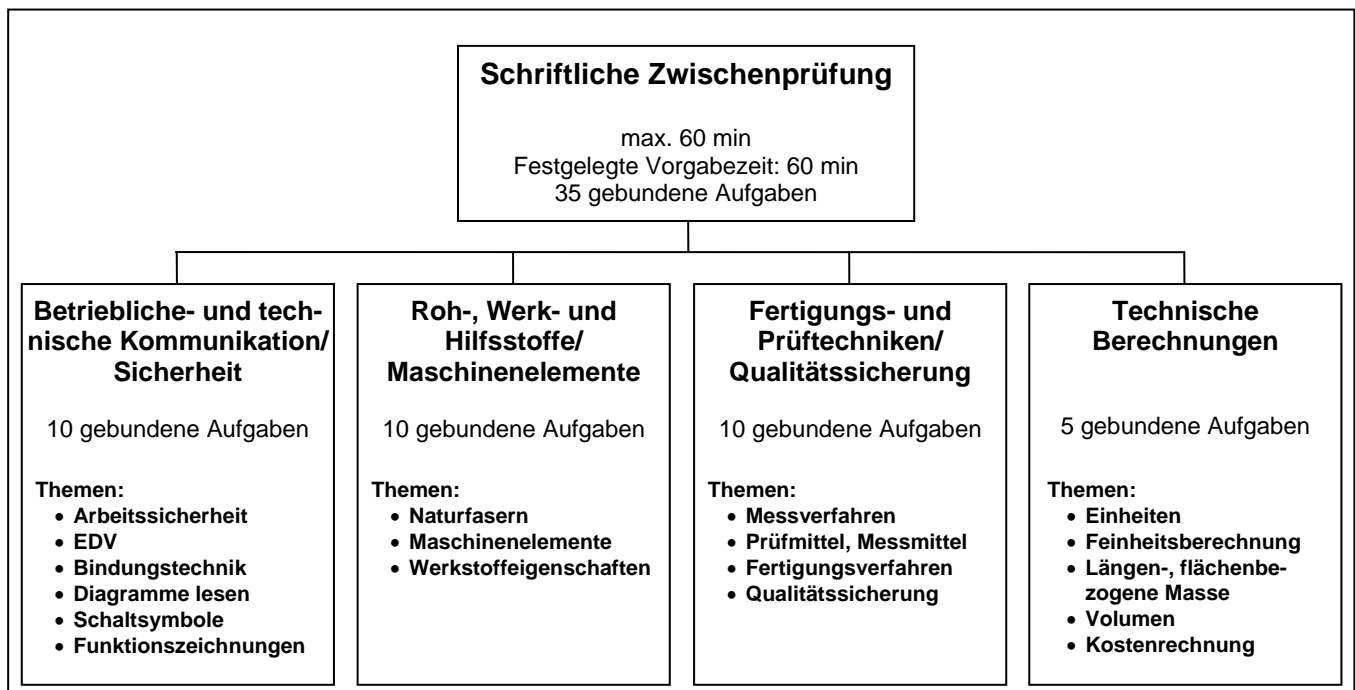 Schriftliche Zwischenprüfung
max. 60 min
Festgelegte Vorgabezeit: 60 min
35 gebundene Aufgaben
Betriebliche- und tech-
nische Kommunikation/
Sicherheit
10 gebundene Aufgaben
Themen:
• Arbeitssicherheit
• EDV
• Bindungstechnik
• Diagramme lesen
• Schaltsymbole
• Funktionszeichnungen
Roh-, Werk- und
Hilfsstoffe/
Maschinenelemente
10 gebundene Aufgaben
Themen:
• Naturfasern
• Maschinenelemente
• Werkstoffeigenschaften
Fertigungs- und
Prüftechniken/
Qualitätssicherung
10 gebundene Aufgaben
Themen:
• Messverfahren
• Prüfmittel, Messmittel
• Fertigungsverfahren
• Qualitätssicherung
Technische
Berechnungen
5 gebundene Aufgaben
Themen:
• Einheiten
• Feinheitsberechnung
• Längen-, flächenbe-
zogene Masse
• Volumen
• Kostenrechnung